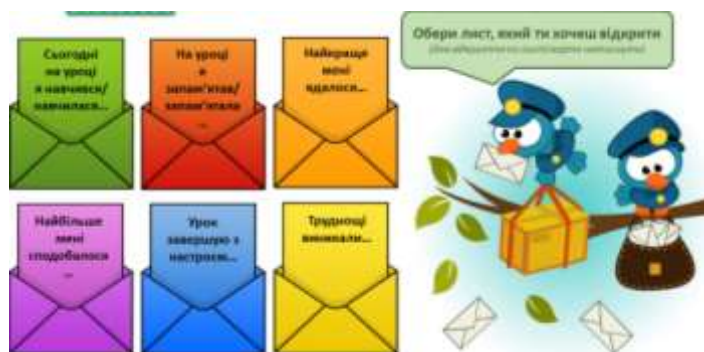 Сьогодні
на уроці
я навчився/
навчилася...
На уроці
я
запам'ятав/
запам'ятала
...
Найкраще
мені
вдалося...
Обери лист, який ти хочеш відкрити
Найбільше
мені
сподобалося
...
Урок
завершую з
настроєм...
Труднощі
виникали...